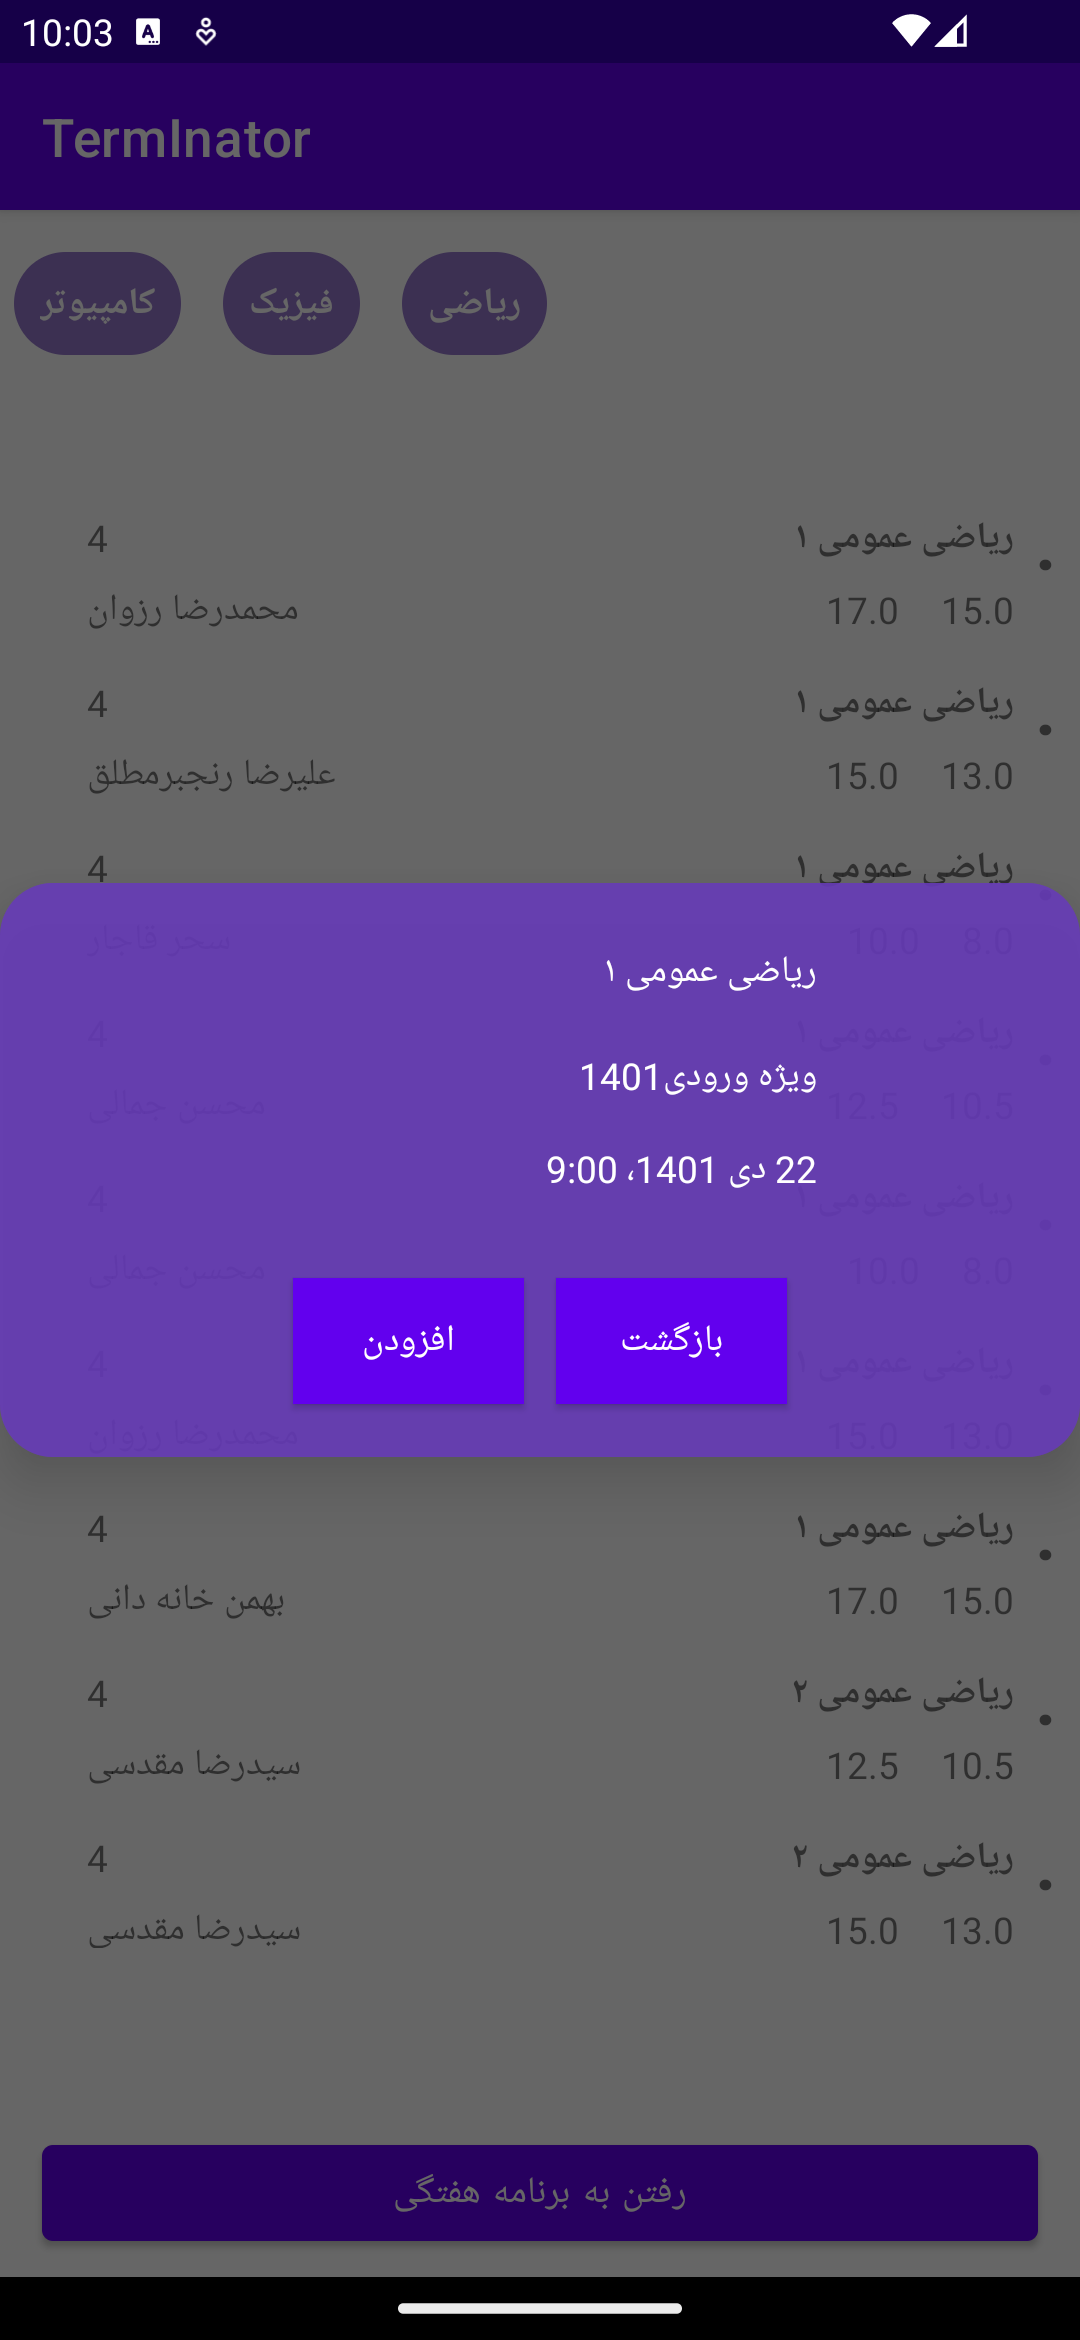 10:03
TermInator
کامپیوتر فیزیک ریاضی
ریاضی عمومی ۱ 4
15.0 17.0 محمدرضا رزوان
ریاضی عمومی ۱ 4
13.0 15.0 علیرضا رنجبرمطلق
ریاضی عمومی ۱ 4
8.0 10.0 سحر قاجار
ریاضی عمومی ۱ 4
10.5 12.5 محسن جمالی
ریاضی عمومی ۱ 4
8.0 10.0 محسن جمالی
ریاضی عمومی ۱ 4
13.0 15.0 محمدرضا رزوان
ریاضی عمومی ۱
ویژه ورودی1401
22 دی 1401، 9:00
بازگشت افزودن
ریاضی عمومی ۱ 4
15.0 17.0 بهمن خانه دانی
ریاضی عمومی ۲ 4
10.5 12.5 سیدرضا مقدسی
ریاضی عمومی ۲ 4
13.0 15.0 سیدرضا مقدسی
رفتن به برنامه هفتگی